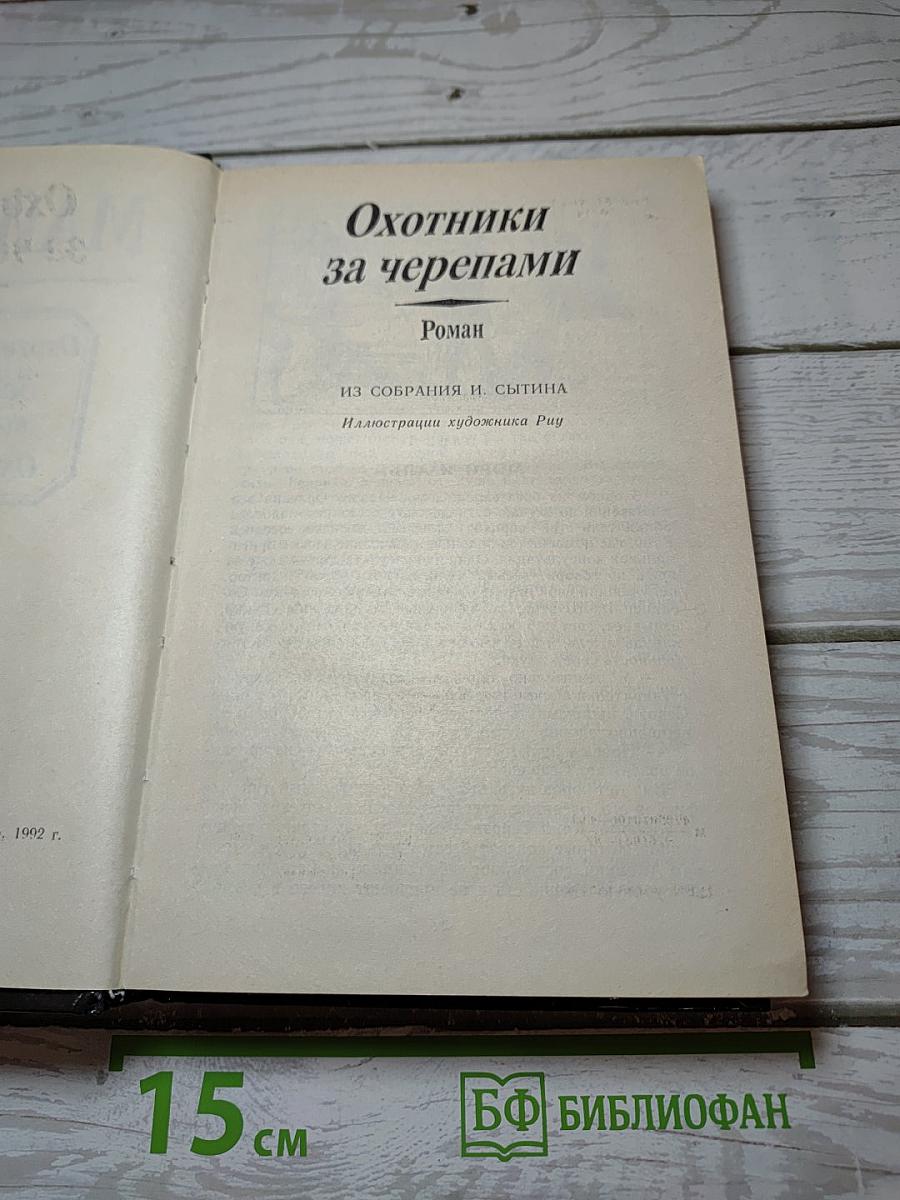 Охотники
за черепами
Роман
ИЗ СОБРАНИЯ И. СЫТИНА
Иллюстрации художника Риу
1992 г.
15 см
БФ БИБЛИОФАН